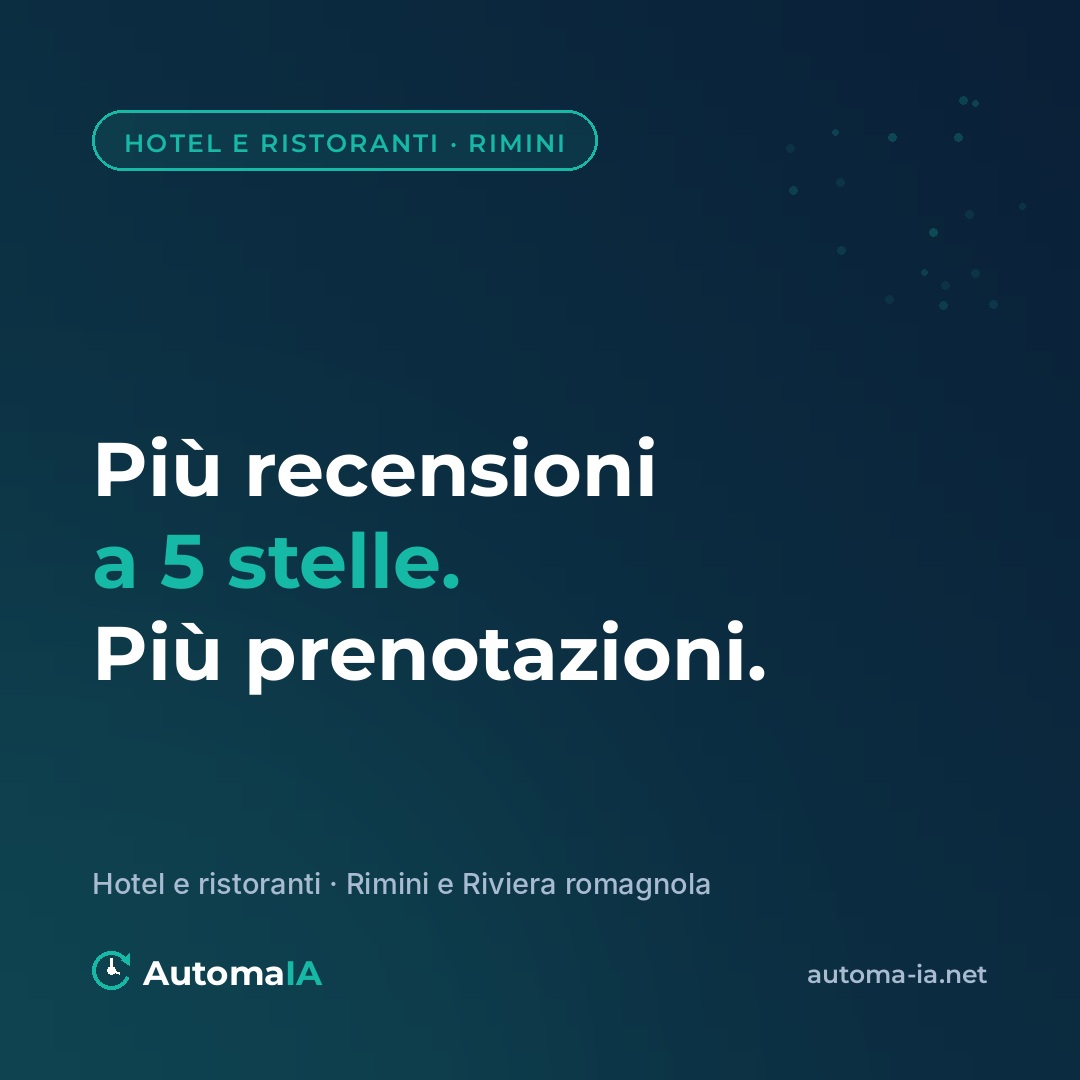 HOTEL E RISTORANTI · RIMINI
Più recensioni
a 5 stelle.
Più prenotazioni.
Hotel e ristoranti · Rimini e Riviera romagnola
AutomaIA
automa-ia.net